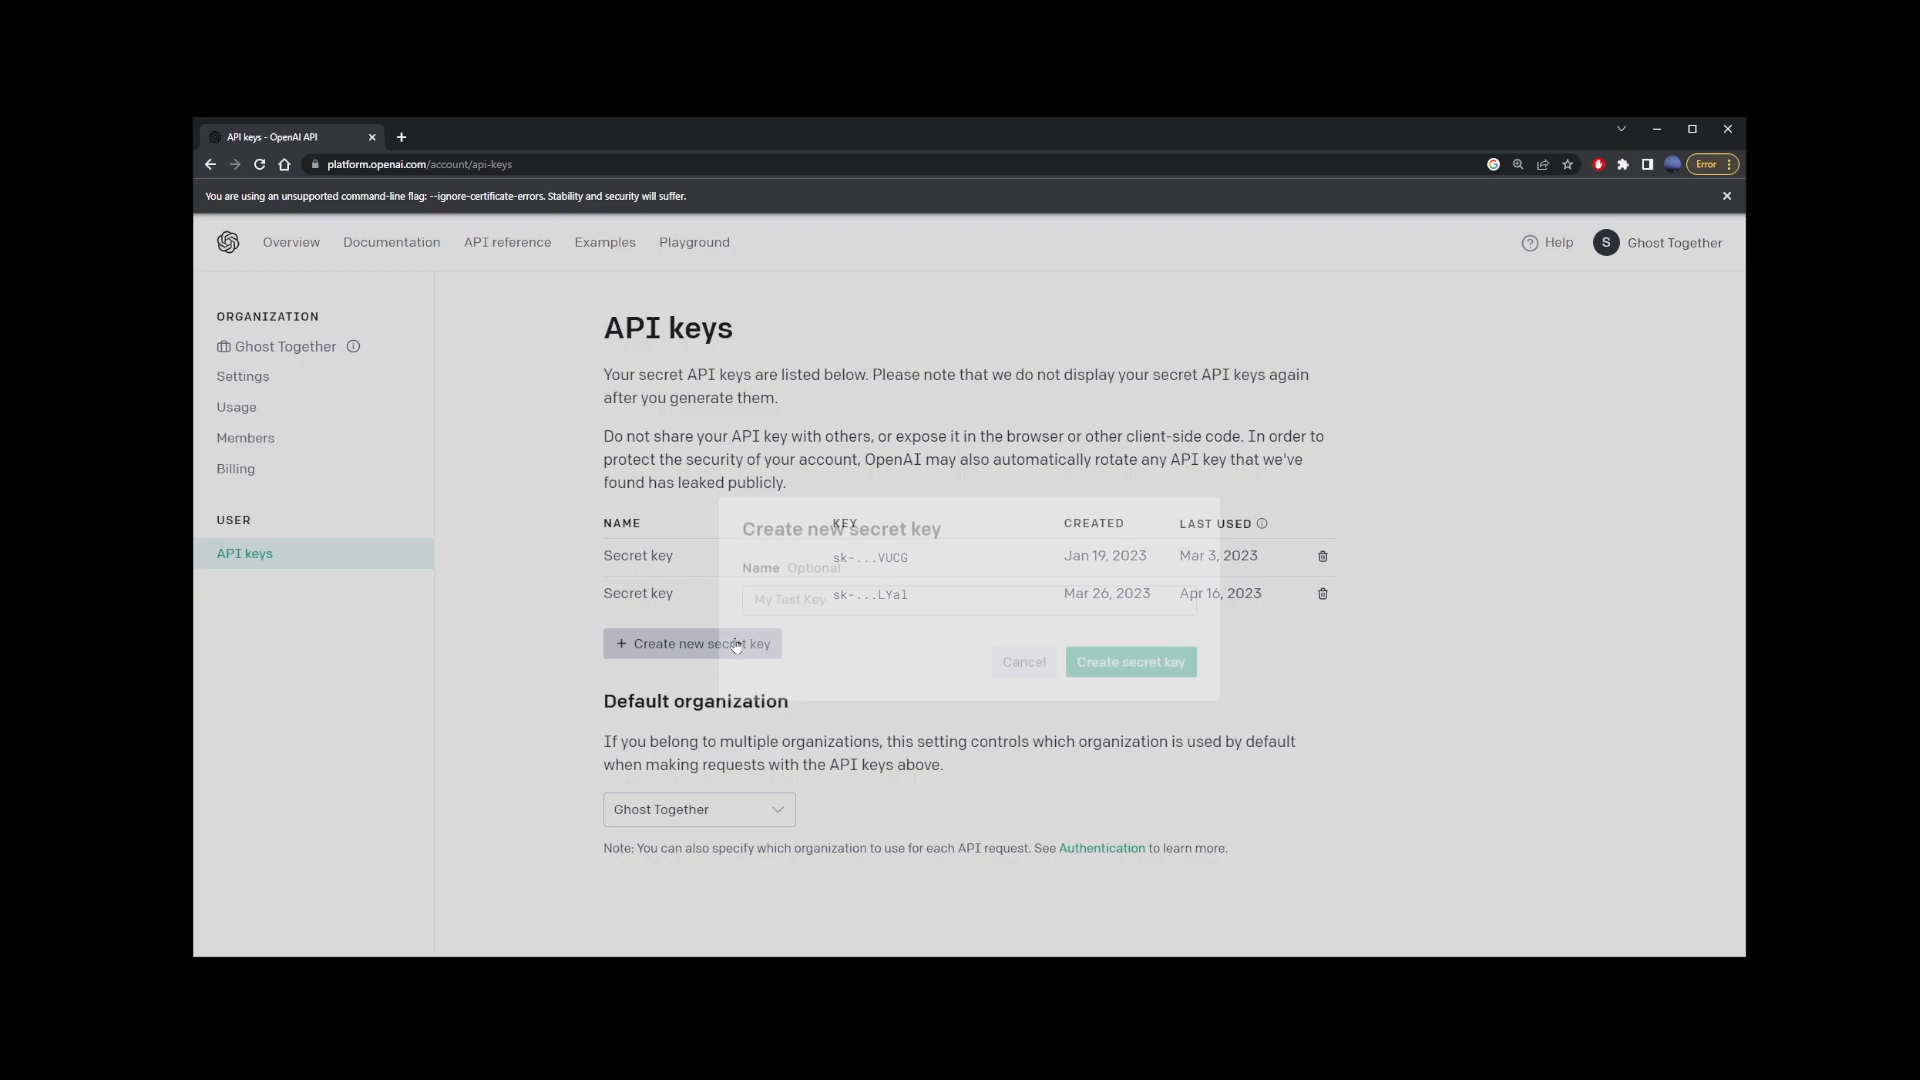 API keys - OpenAI API
platform.openai.com/account/api-keys
Error
You are using an unsupported command-line flag: --ignore-certificate-errors. Stability and security will suffer.
Overview Documentation API reference Examples Playground
Help S Ghost Together
ORGANIZATION
Ghost Together
Settings
Usage
Members
Billing
USER
API keys
API keys
Your secret API keys are listed below. Please note that we do not display your secret API keys again
after you generate them.
Do not share your API key with others, or expose it in the browser or other client-side code. In order to
protect the security of your account, OpenAI may also automatically rotate any API key that we've
found has leaked publicly.
NAME KEY CREATED LAST USED
Secret key sk-...VUCG Jan 19, 2023 Mar 3, 2023
Secret key sk-...LYal Mar 26, 2023 Apr 16, 2023
+ Create new secret key
Create new secret key
Name Optional
My Test Key
Cancel Create secret key
Default organization
If you belong to multiple organizations, this setting controls which organization is used by default
when making requests with the API keys above.
Ghost Together
Note: You can also specify which organization to use for each API request. See Authentication to learn more.